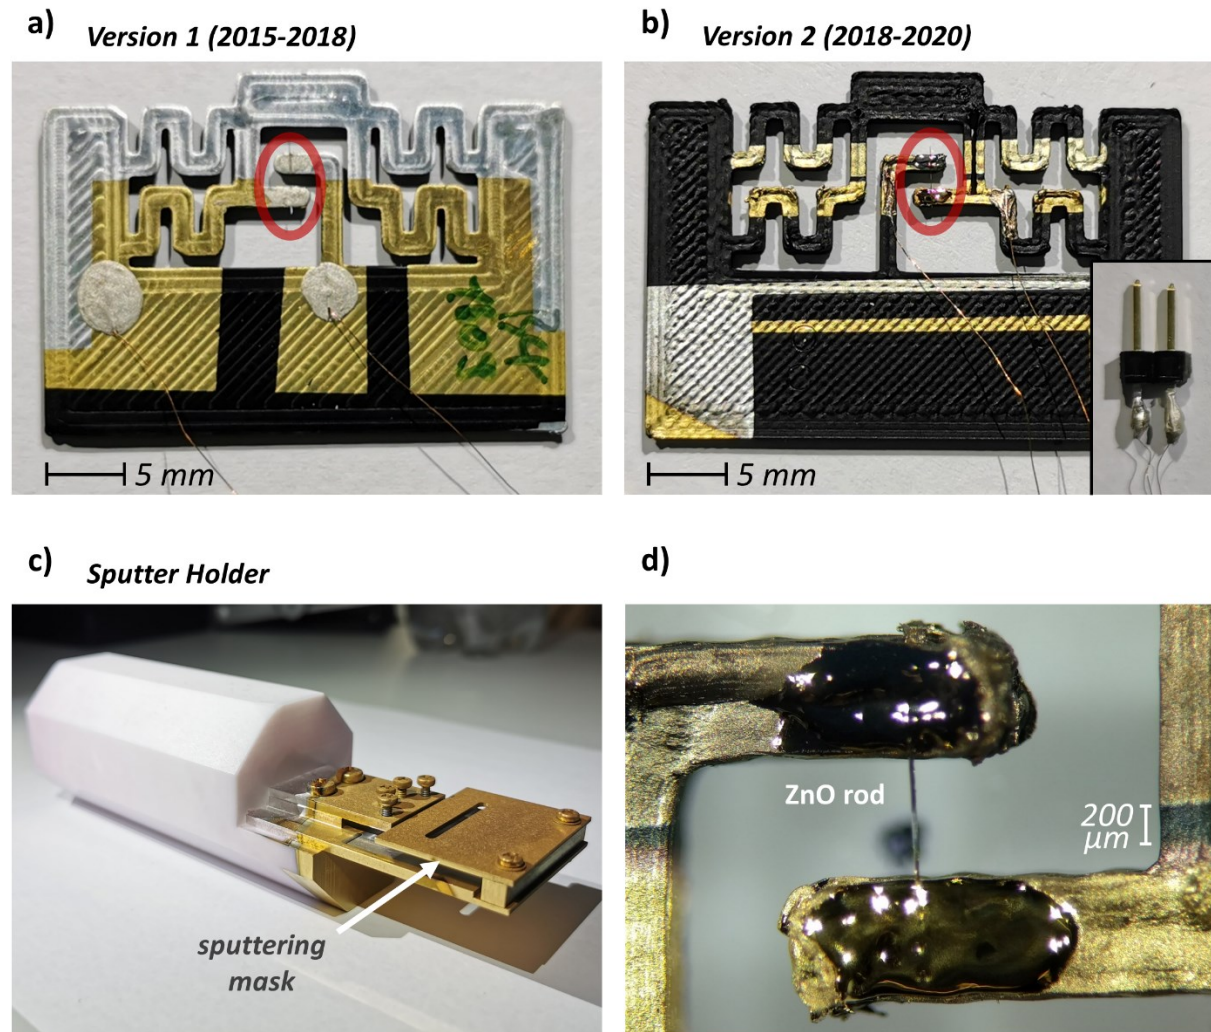 a) Version 1 (2015-2018)
b) Version 2 (2018-2020)
5 mm
5 mm
c) Sputter Holder
d)
sputtering
mask
ZnO rod
200
μm